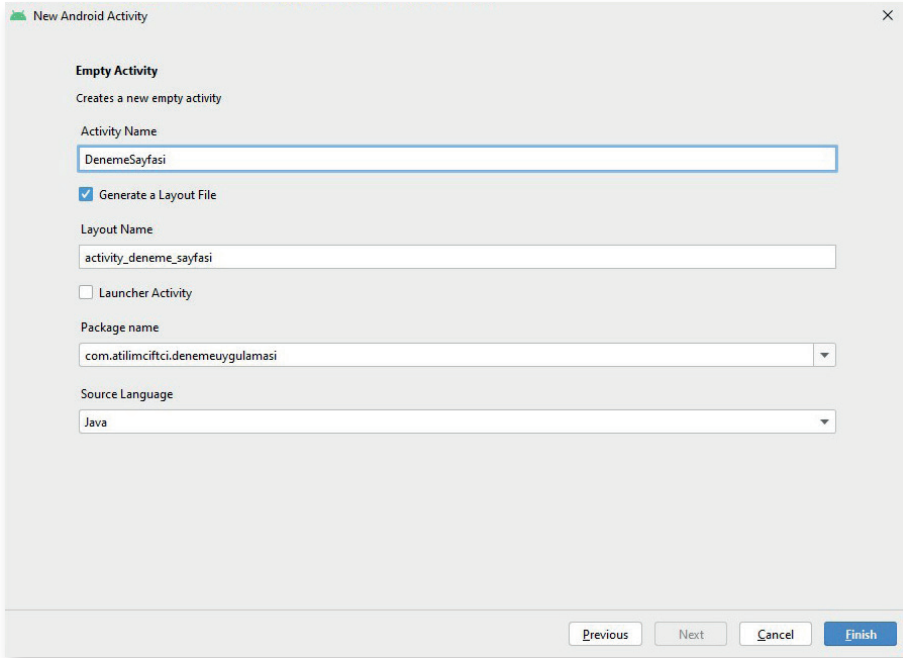 New Android Activity
Empty Activity
Creates a new empty activity
Activity Name
DenemeSayfasi
Generate a Layout File
Layout Name
activity_deneme_sayfasi
Launcher Activity
Package name
com.atilimciftci.denemeuygulamasi
Source Language
Java
Previous Next Cancel Finish